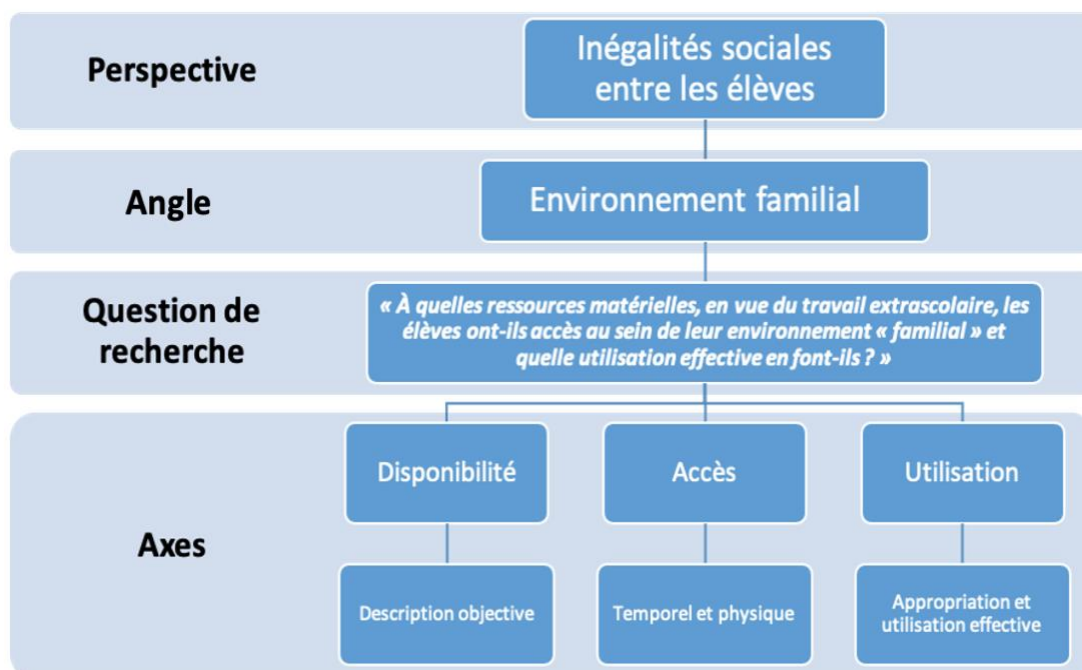 Perspective
Inégalités sociales
entre les élèves
Angle
Environnement familial
Question de
recherche
« À quelles ressources matérielles, en vue du travail extrascolaire, les
élèves ont-ils accès au sein de leur environnement « familial » et
quelle utilisation effective en font-ils ? »
Axes
Disponibilité
Accès
Utilisation
Description objective
Temporel et physique
Appropriation et
utilisation effective